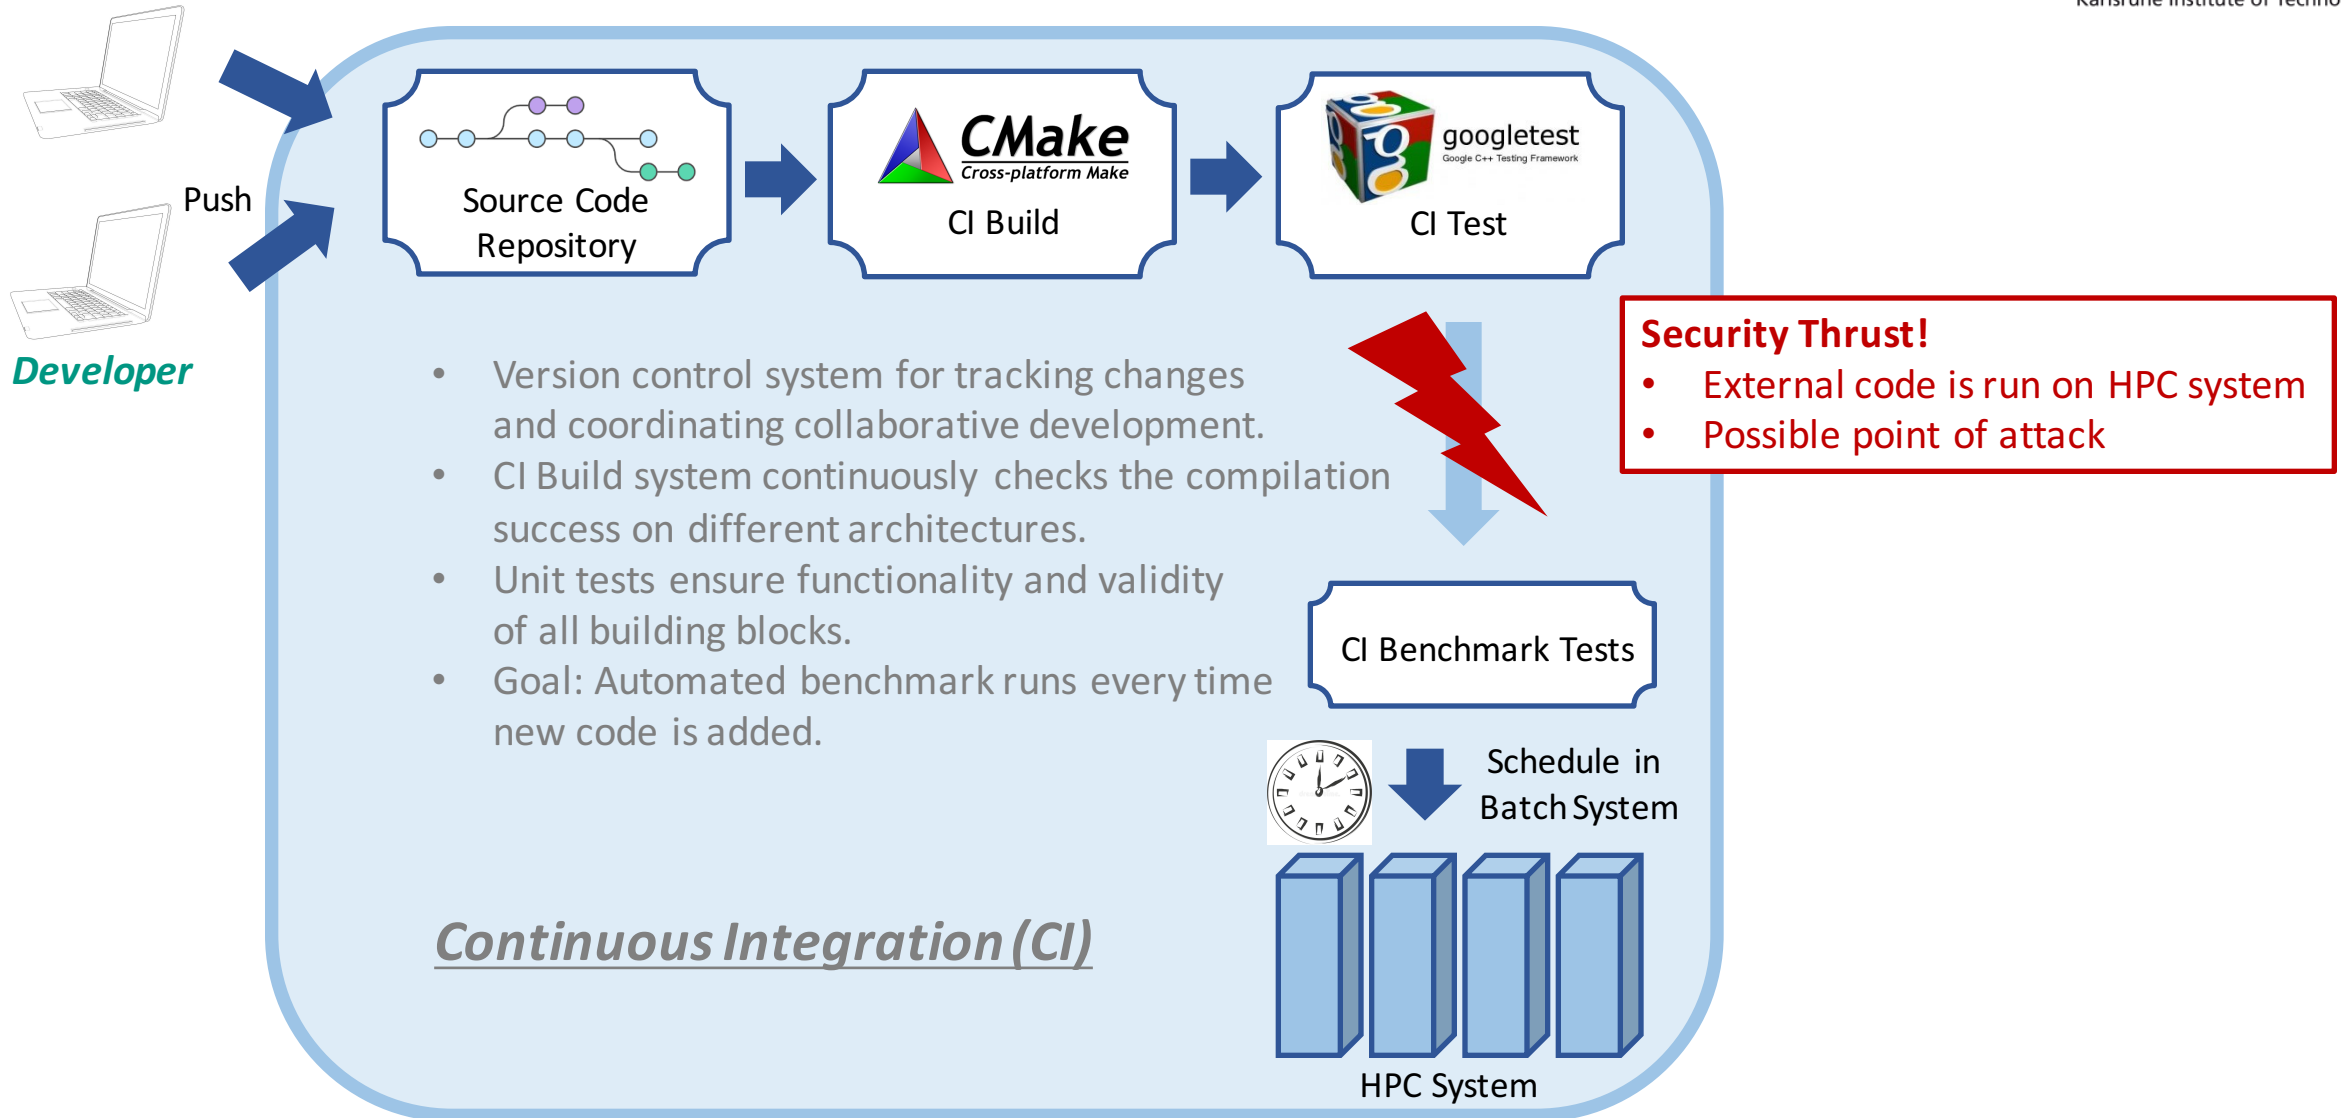 Karlsruhe Institute of Techno
Push
Developer
Source Code
Repository
CMake
Cross-platform Make
CI Build
googletest
Google C++ Testing Framework
CI Test
Security Thrust!
• External code is run on HPC system
• Possible point of attack
• Version control system for tracking changes
and coordinating collaborative development.
• CI Build system continuously checks the compilation
success on different architectures.
• Unit tests ensure functionality and validity
of all building blocks.
• Goal: Automated benchmark runs every time
new code is added.
CI Benchmark Tests
Schedule in
Batch System
Continuous Integration (CI)
HPC System